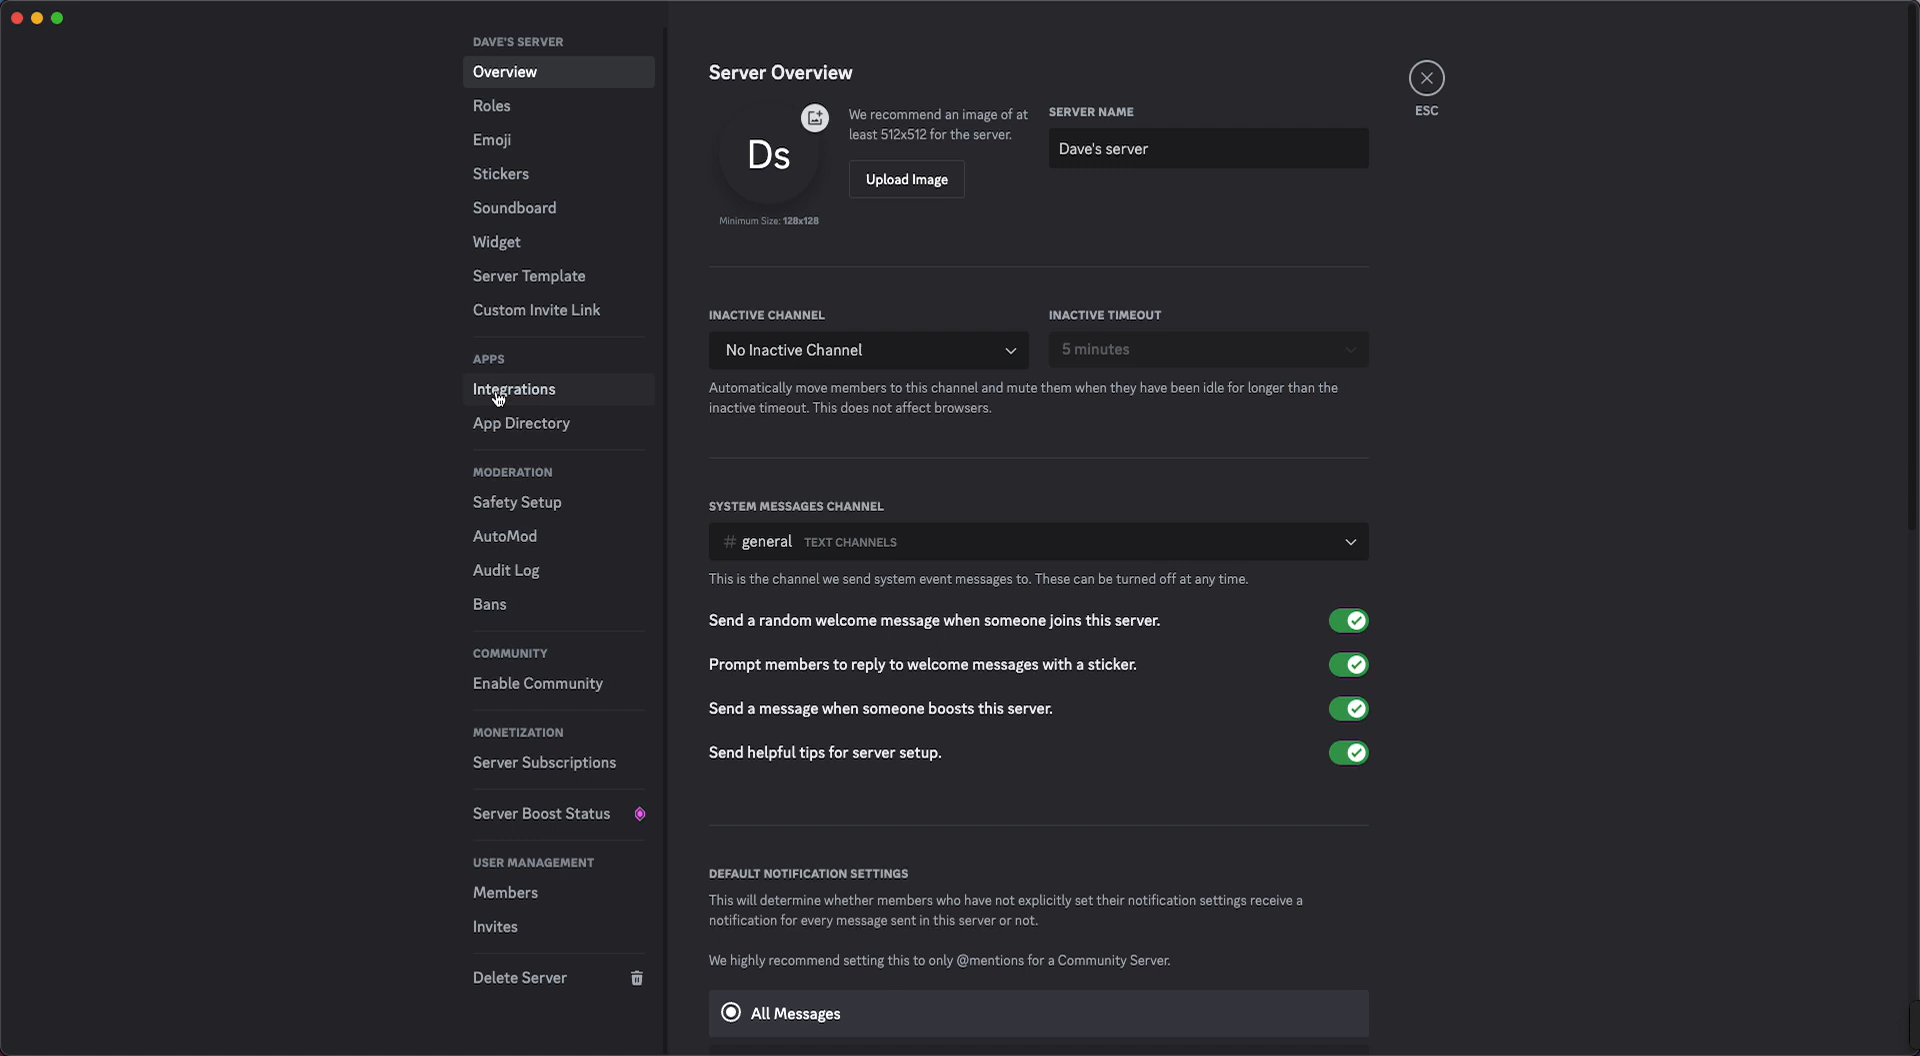 DAVE'S SERVER
Overview
Roles
Emoji
Stickers
Soundboard
Widget
Server Template
Custom Invite Link
APPS
Integrations
App Directory
MODERATION
Safety Setup
AutoMod
Audit Log
Bans
COMMUNITY
Enable Community
MONETIZATION
Server Subscriptions
Server Boost Status
USER MANAGEMENT
Members
Invites
Delete Server
Server Overview
Ds
Minimum Size: 128x128
We recommend an image of at
least 512x512 for the server.
Upload Image
SERVER NAME
Dave's server
ESC
INACTIVE CHANNEL
No Inactive Channel
INACTIVE TIMEOUT
5 minutes
Automatically move members to this channel and mute them when they have been idle for longer than the
inactive timeout. This does not affect browsers.
SYSTEM MESSAGES CHANNEL
# general TEXT CHANNELS
This is the channel we send system event messages to. These can be turned off at any time.
Send a random welcome message when someone joins this server.
Prompt members to reply to welcome messages with a sticker.
Send a message when someone boosts this server.
Send helpful tips for server setup.
DEFAULT NOTIFICATION SETTINGS
This will determine whether members who have not explicitly set their notification settings receive a
notification for every message sent in this server or not.
We highly recommend setting this to only @mentions for a Community Server.
All Messages